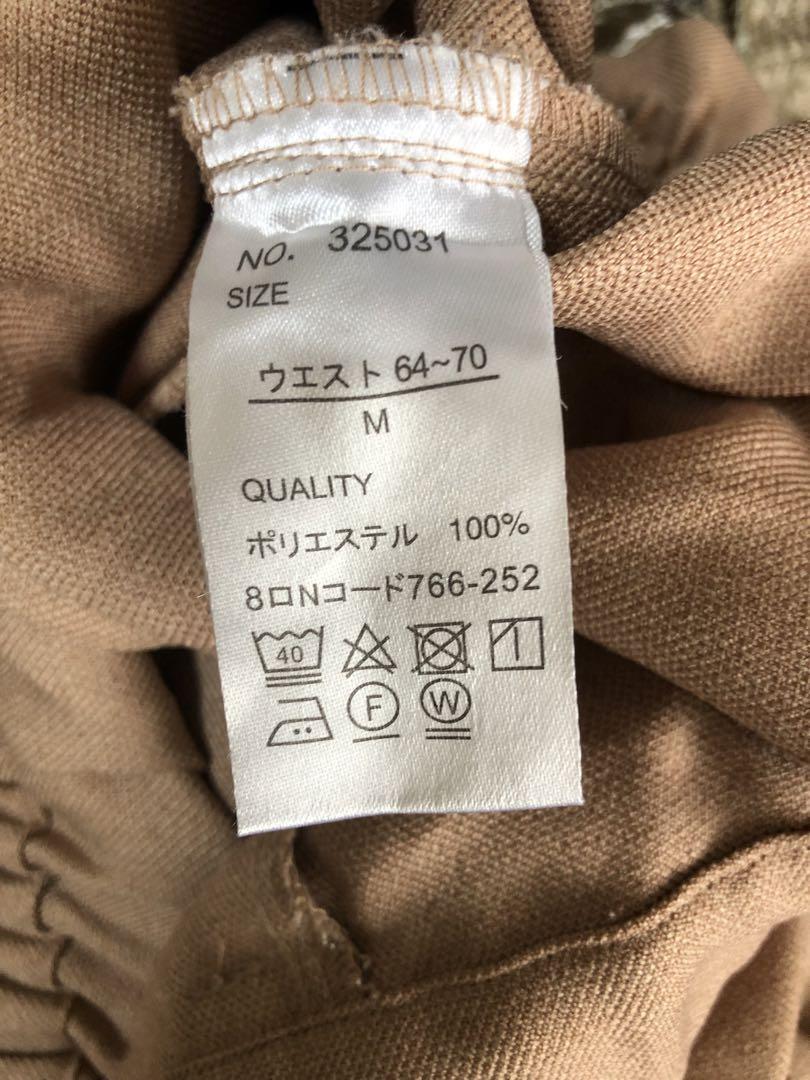 NO. 325031
SIZE
ウエスト 64~70
M
QUALITY
ポリエステル 100%
8ロNコード766-252
40
F W